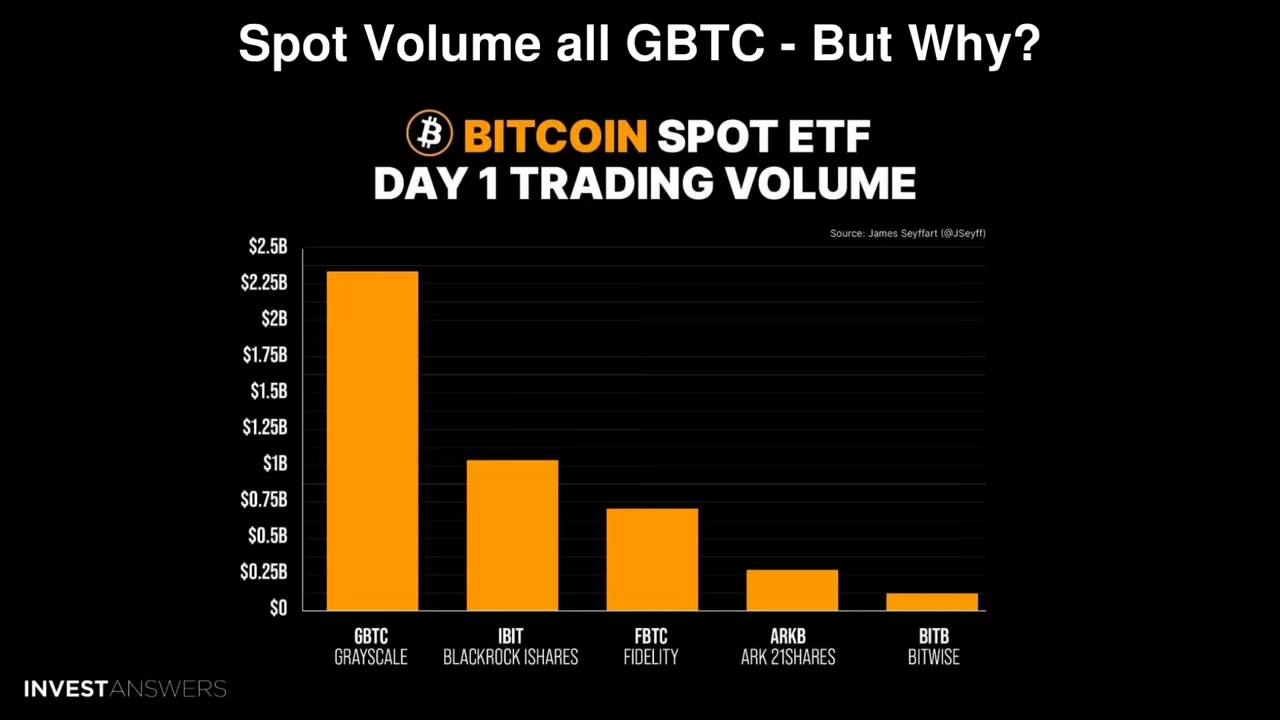 Spot Volume all GBTC - But Why?
BITCOIN SPOT ETF
DAY 1 TRADING VOLUME
Source: James Seyffart (@JSeyff)
$2.5B
$2.25B
$2B
$1.75B
$1.5B
$1.25B
$1B
$0.75B
$0.5B
$0.25B
$0
GBTC
GRAYSCALE
IBIT
BLACKROCK ISHARES
FBTC
FIDELITY
ARKB
ARK 21SHARES
BITB
BITWISE
INVESTANSWERS